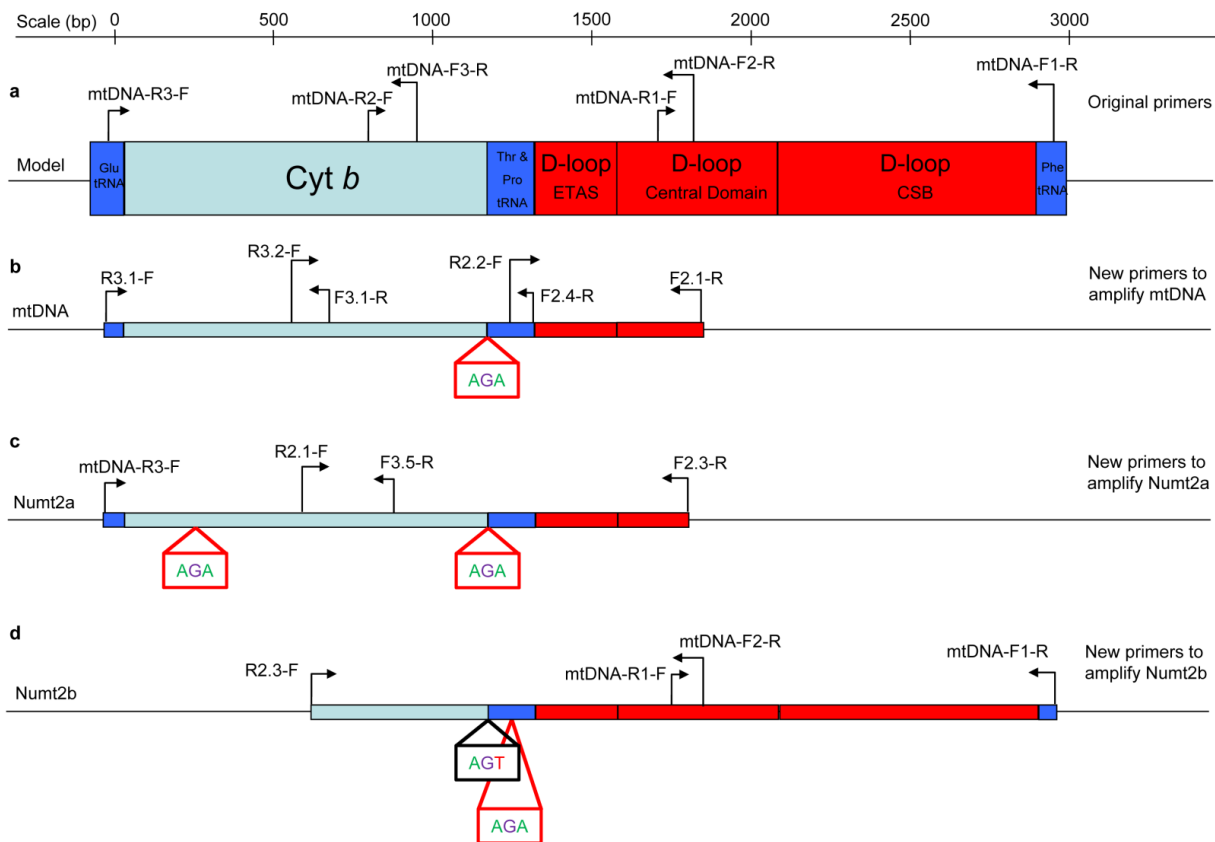 Scale (bp) 0 500 1000 1500 2000 2500 3000
a
mtDNA-R3-F
mtDNA-R2-F
mtDNA-F3-R
mtDNA-R1-F
mtDNA-F2-R
mtDNA-F1-R
Original primers
Model
Glu
tRNA
Cyt b
Thr &
Pro
tRNA
D-loop
ETAS
D-loop
Central Domain
D-loop
CSB
Phe
tRNA
b
mtDNA
R3.1-F
R3.2-F
F3.1-R
R2.2-F
F2.4-R
F2.1-R
New primers to
amplify mtDNA
AGA
c
mtDNA-R3-F
Numt2a
R2.1-F
F3.5-R
F2.3-R
New primers to
amplify Numt2a
AGA
AGA
d
Numt2b
R2.3-F
mtDNA-R1-F
mtDNA-F2-R
mtDNA-F1-R
New primers to
amplify Numt2b
AGT
AGA